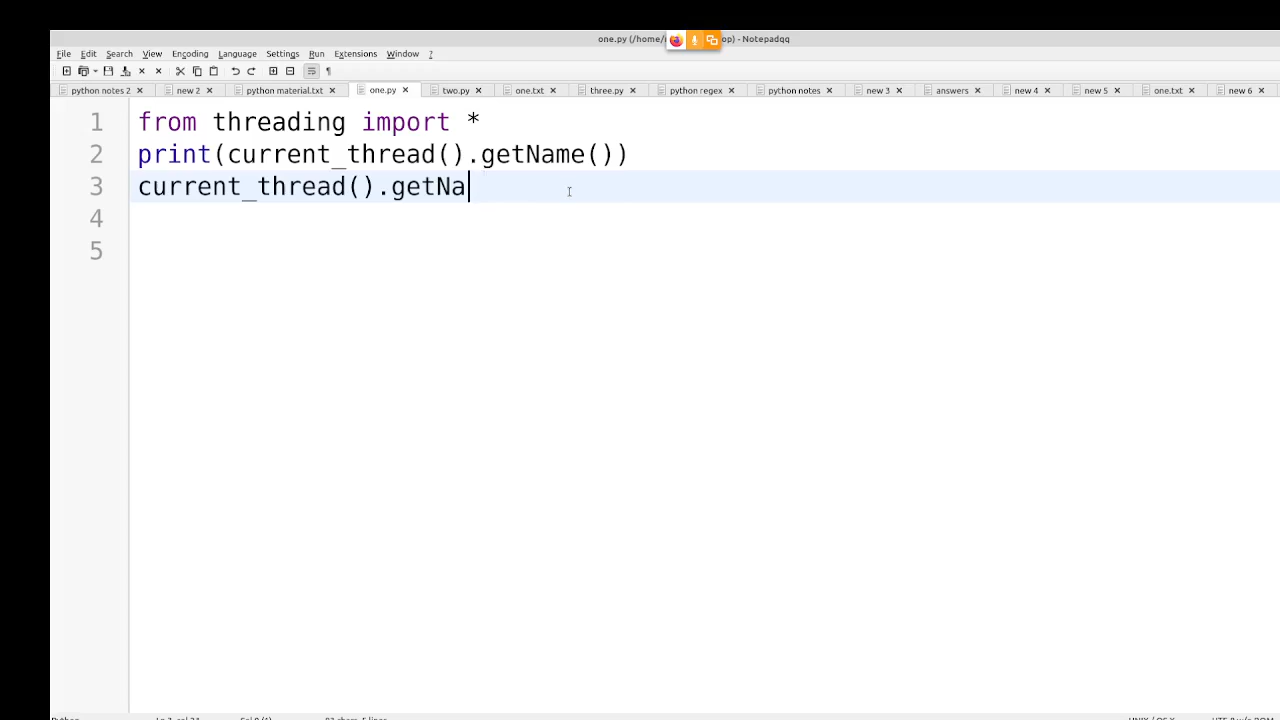 one.py (/home/ op) - Notepadqq
File Edit Search View Encoding Language Settings Run Extensions Window ?
python notes 2 new 2 python material.txt one.py two.py one.txt three.py python regex python notes new 3 answers new 4 new 5 one.txt new 6
1 from threading import *
2 print(current_thread().getName())
3 current_thread().getNa
4
5